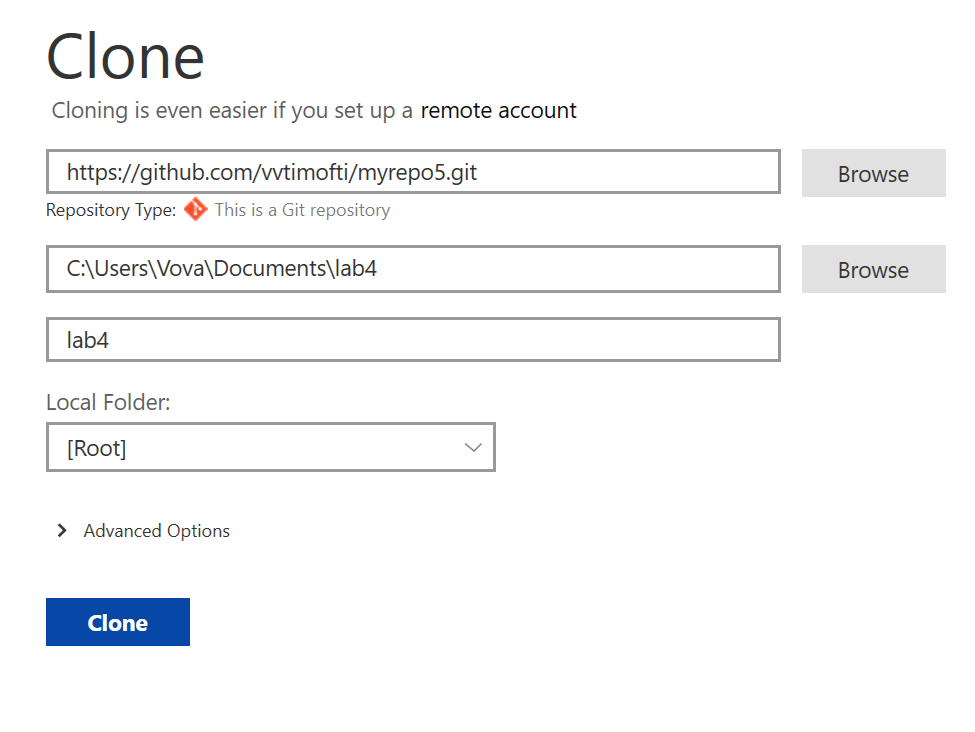 Clone
Cloning is even easier if you set up a remote account
https://github.com/vvtimofti/myrepo5.git
Browse
Repository Type: This is a Git repository
C:\Users\Vova\Documents\lab4
Browse
lab4
Local Folder:
[Root]
Advanced Options
Clone